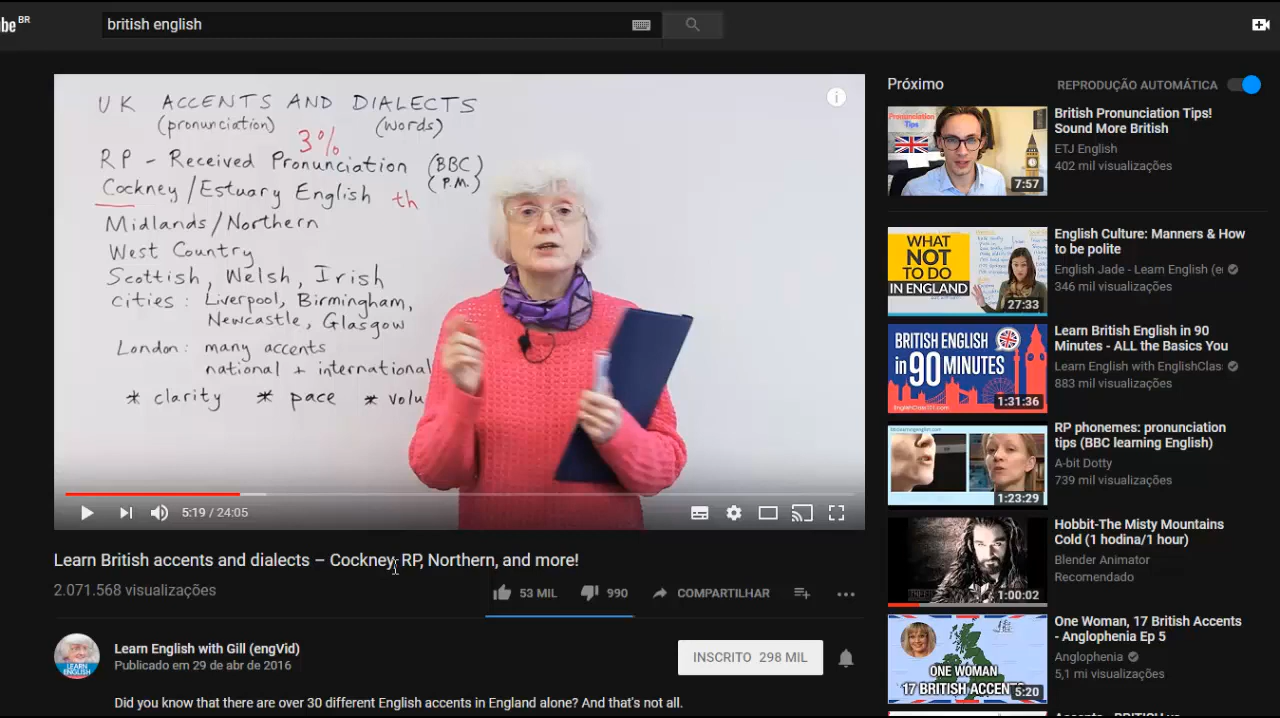 be BR
british english
UK ACCENTS AND DIALECTS
(pronunciation) (words)
3%
RP - Received Pronunciation (BBC
(P.M.)
Cockney/Estuary English th
Midlands/Northern
West Country
Scottish, Welsh, Irish
cities: Liverpool, Birmingham,
Newcastle, Glasgow
London: many accents
national + international
* clarity * pace * volu
5:19 / 24:05
Learn British accents and dialects – Cockney, RP, Northern, and more!
2.071.568 visualizações
53 MIL 990 COMPARTILHAR
LEARN
ENGLISH
Learn English with Gill (engVid)
Publicado em 29 de abr de 2016
INSCRITO 298 MIL
Did you know that there are over 30 different English accents in England alone? And that's not all.
Próximo REPRODUÇÃO AUTOMÁTICA
Pronunciation
Tips
7:57
British Pronunciation Tips!
Sound More British
ETJ English
402 mil visualizações
WHAT
NOT
TO DO
IN ENGLAND
27:33
English Culture: Manners & How
to be polite
English Jade - Learn English (e
346 mil visualizações
BRITISH ENGLISH
in 90
MINUTES
EnglishClass101.com
1:31:36
Learn British English in 90
Minutes - ALL the Basics You
Learn English with EnglishClas
883 mil visualizações
1:23:29
RP phonemes: pronunciation
tips (BBC learning English)
A-bit Dotty
739 mil visualizações
1:00:02
Hobbit-The Misty Mountains
Cold (1 hodina/1 hour)
Blender Animator
Recomendado
ONE WOMAN
17 BRITISH ACCENT
5:20
One Woman, 17 British Accents
- Anglophenia Ep 5
Anglophenia
5,1 mi visualizações